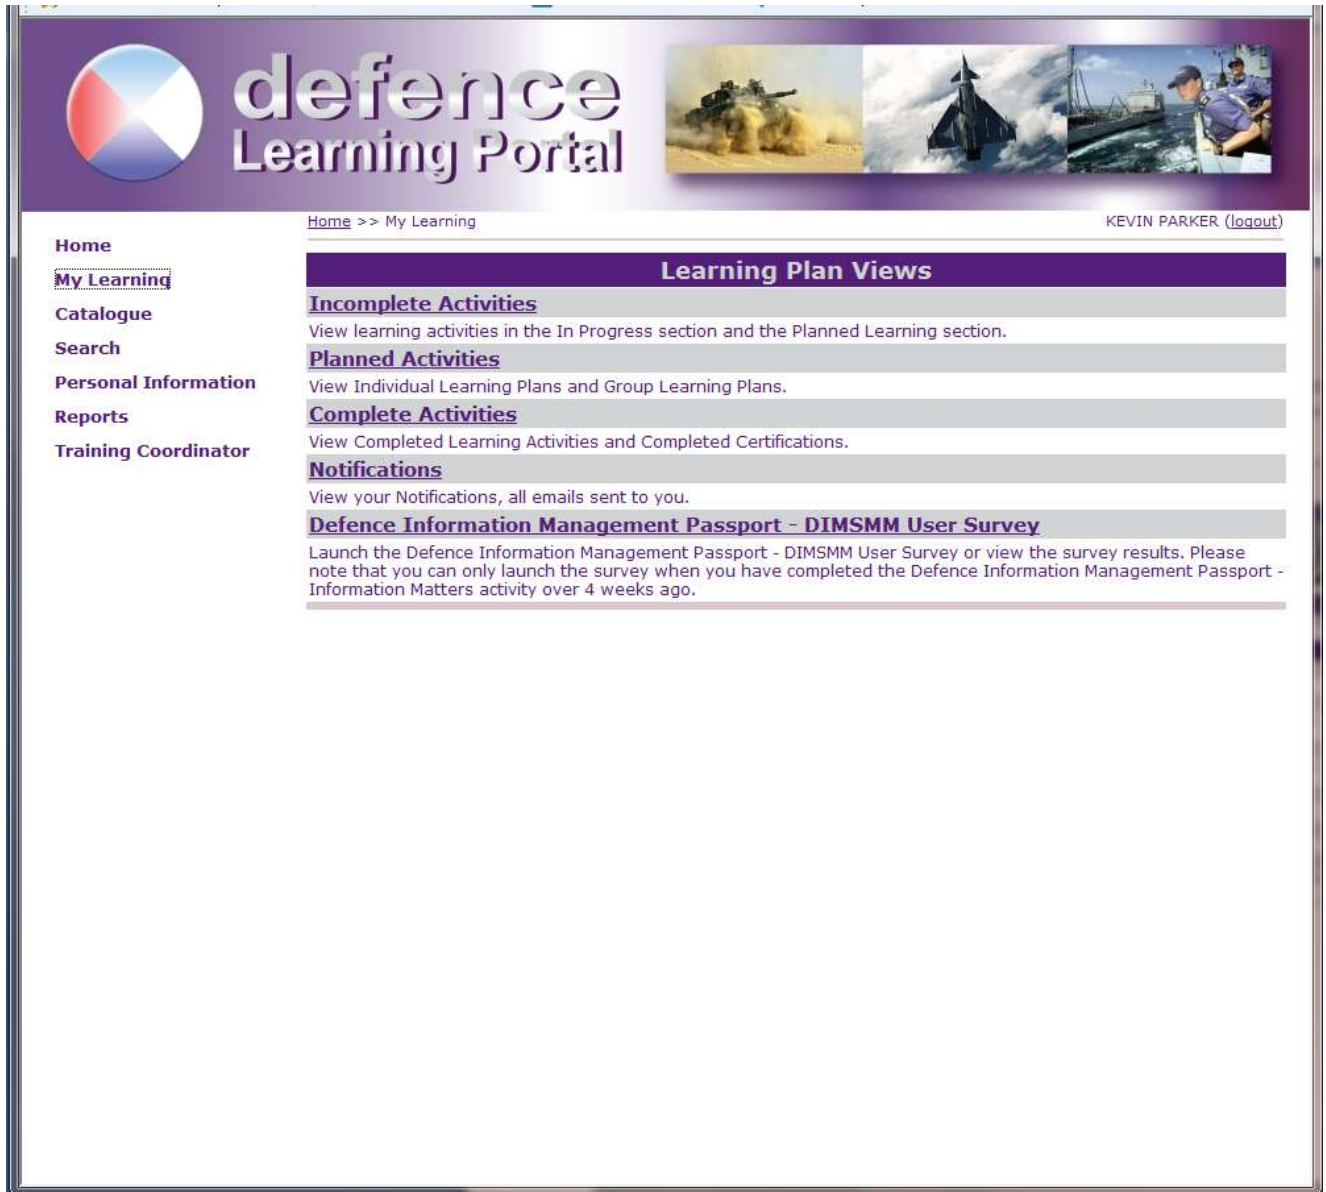 defence
Learning Portal
Home >> My Learning
KEVIN PARKER (logout)
Home
My Learning
Catalogue
Search
Personal Information
Reports
Training Coordinator
Learning Plan Views
Incomplete Activities
View learning activities in the In Progress section and the Planned Learning section.
Planned Activities
View Individual Learning Plans and Group Learning Plans.
Complete Activities
View Completed Learning Activities and Completed Certifications.
Notifications
View your Notifications, all emails sent to you.
Defence Information Management Passport - DIMSMM User Survey
Launch the Defence Information Management Passport - DIMSMM User Survey or view the survey results. Please
note that you can only launch the survey when you have completed the Defence Information Management Passport -
Information Matters activity over 4 weeks ago.